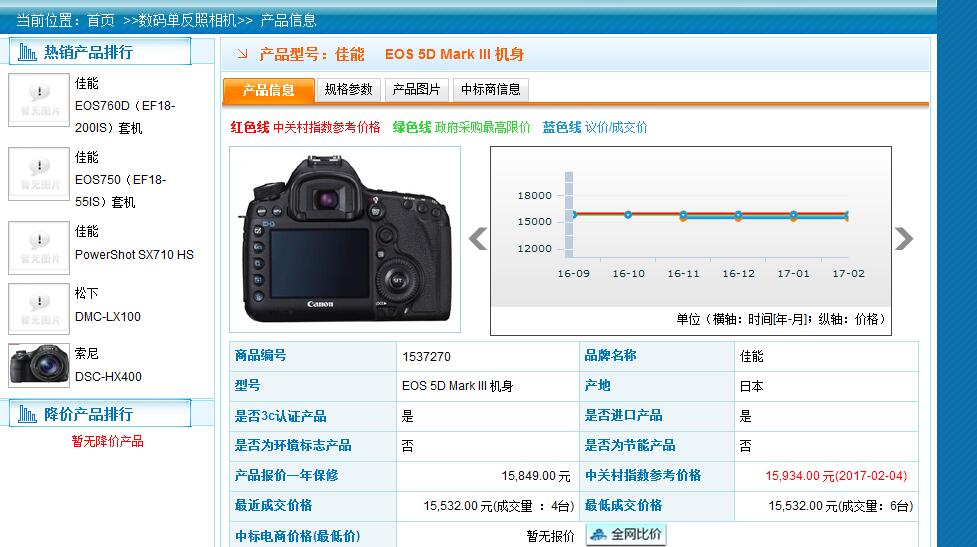 当前位置：首页 >>数码单反照相机>> 产品信息
热销产品排行
暂无图片
佳能
EOS760D（EF18-
200IS）套机
暂无图片
佳能
EOS750（EF18-
55IS）套机
暂无图片
佳能
PowerShot SX710 HS
暂无图片
松下
DMC-LX100
索尼
DSC-HX400
降价产品排行
暂无降价产品
产品型号：佳能 EOS 5D Mark III 机身
产品信息 规格参数 产品图片 中标商信息
红色线 中关村指数参考价格 绿色线 政府采购最高限价 蓝色线 议价/成交价
Canon
SET
18000
15000
12000
16-09 16-10 16-11 16-12 17-01 17-02
单位（横轴：时间[年-月]；纵轴：价格）
商品编号 1537270 品牌名称 佳能
型号 EOS 5D Mark III 机身 产地 日本
是否3c认证产品 是 是否进口产品 是
是否为环境标志产品 否 是否为节能产品 否
产品报价一年保修 15,849.00 元 中关村指数参考价格 15,934.00 元(2017-02-04)
最近成交价格 15,532.00 元(成交量 ：4台) 最低成交价格 15,532.00 元(成交量：6台)
中标电商价格(最低价) 暂无报价 全网比价